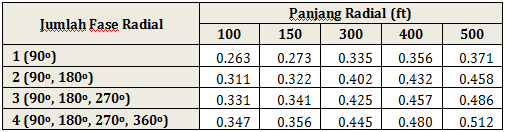 Jumlah Fase Radial Panjang Radial (ft)
100 150 300 400 500
1 (90º) 0.263 0.273 0.335 0.356 0.371
2 (90º, 180º) 0.311 0.322 0.402 0.432 0.458
3 (90º, 180º, 270º) 0.331 0.341 0.425 0.457 0.486
4 (90º, 180º, 270º, 360º) 0.347 0.356 0.445 0.480 0.512